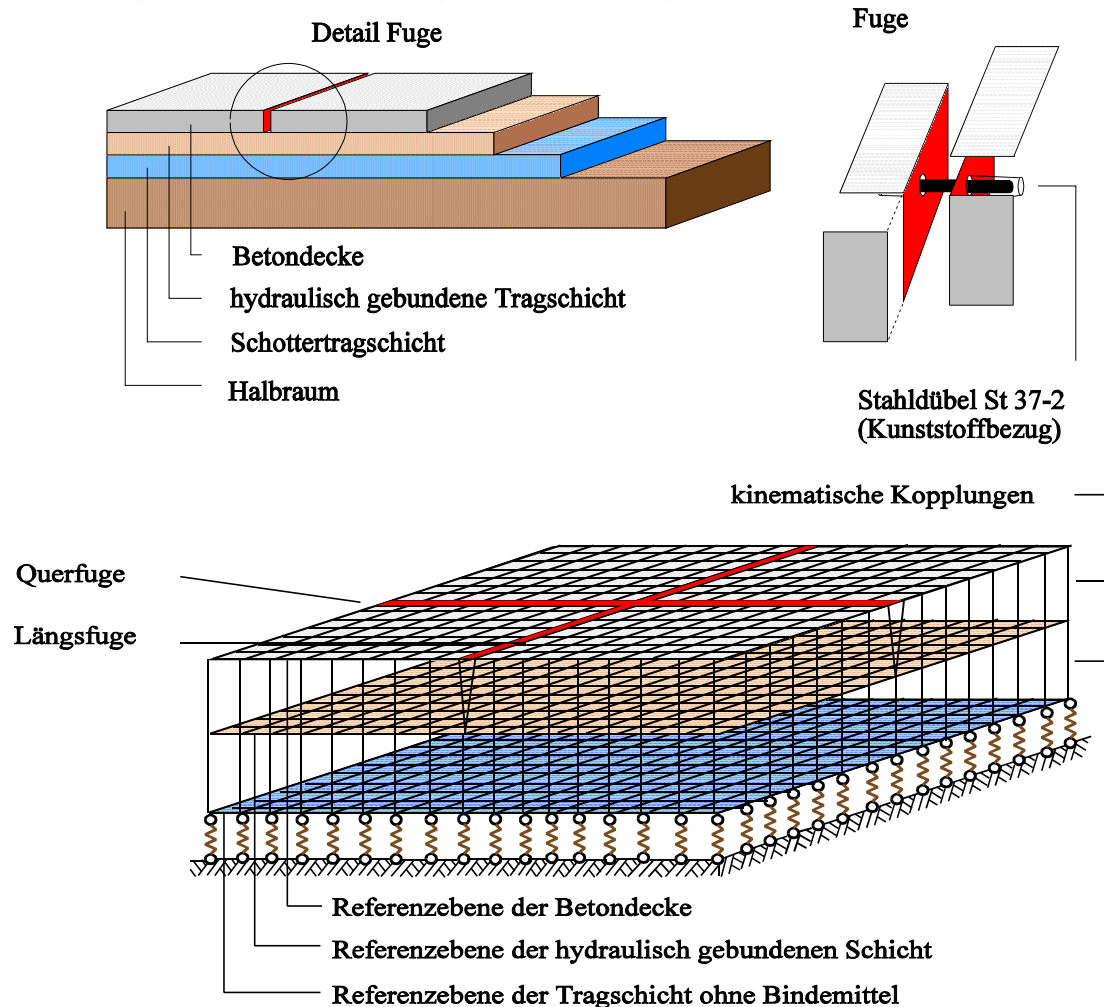 Detail Fuge
Fuge
Betondecke
hydraulisch gebundene Tragschicht
Schottertragschicht
Halbraum
Stahldübel St 37-2
(Kunststoffbezug)
kinematische Kopplungen
Querfuge
Längsfuge
Referenzebene der Betondecke
Referenzebene der hydraulisch gebundenen Schicht
Referenzebene der Tragschicht ohne Bindemittel